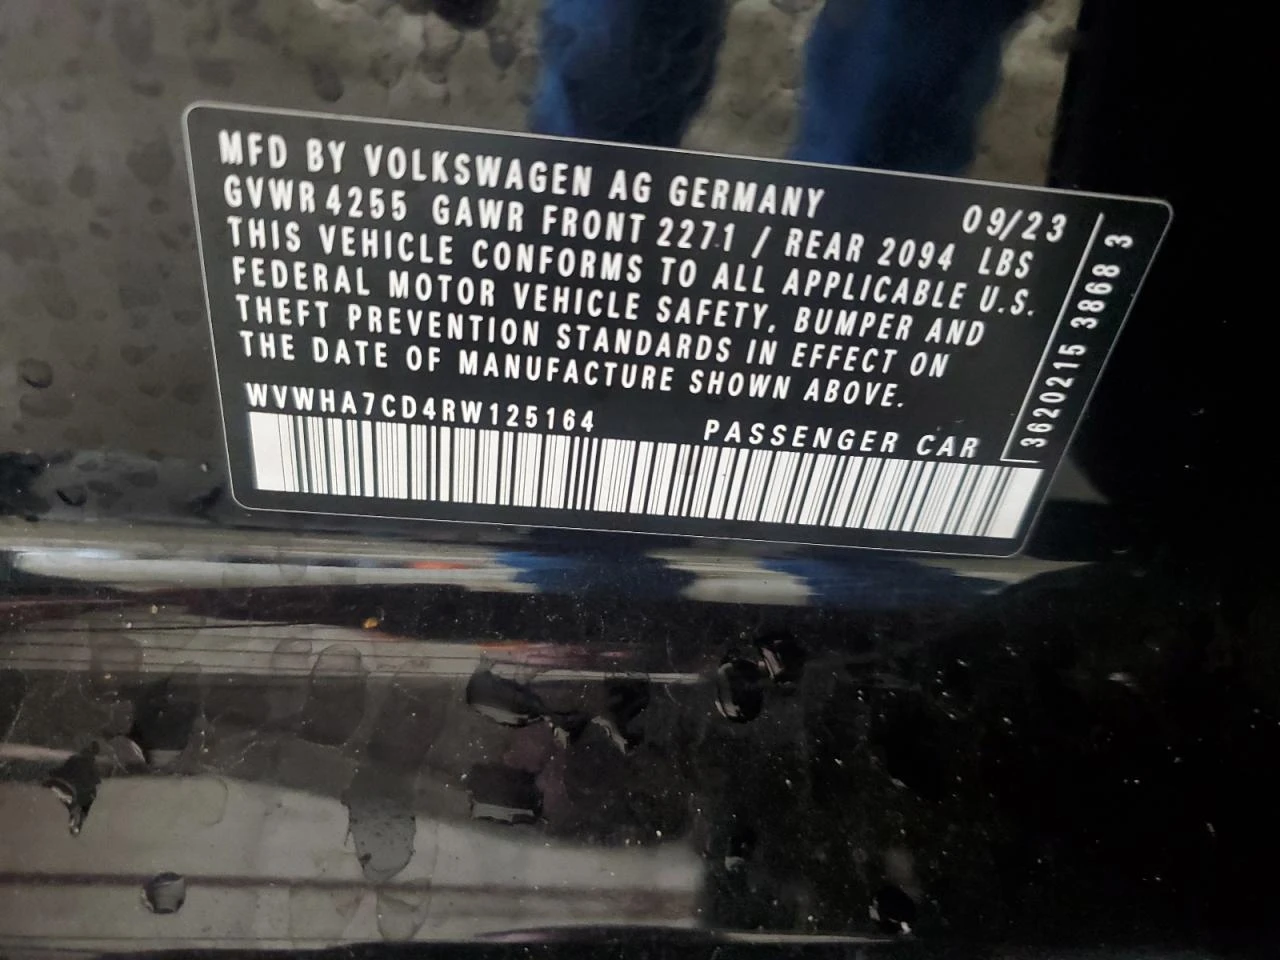 MFD BY VOLKSWAGEN AG GERMANY 09/23
GVWR 4255 GAWR FRONT 2271 / REAR 2094 LBS
THIS VEHICLE CONFORMS TO ALL APPLICABLE U.S.
FEDERAL MOTOR VEHICLE SAFETY, BUMPER AND
THEFT PREVENTION STANDARDS IN EFFECT ON
THE DATE OF MANUFACTURE SHOWN ABOVE.
WVWHA7CD4RW125164 PASSENGER CAR
3620215 3868 3